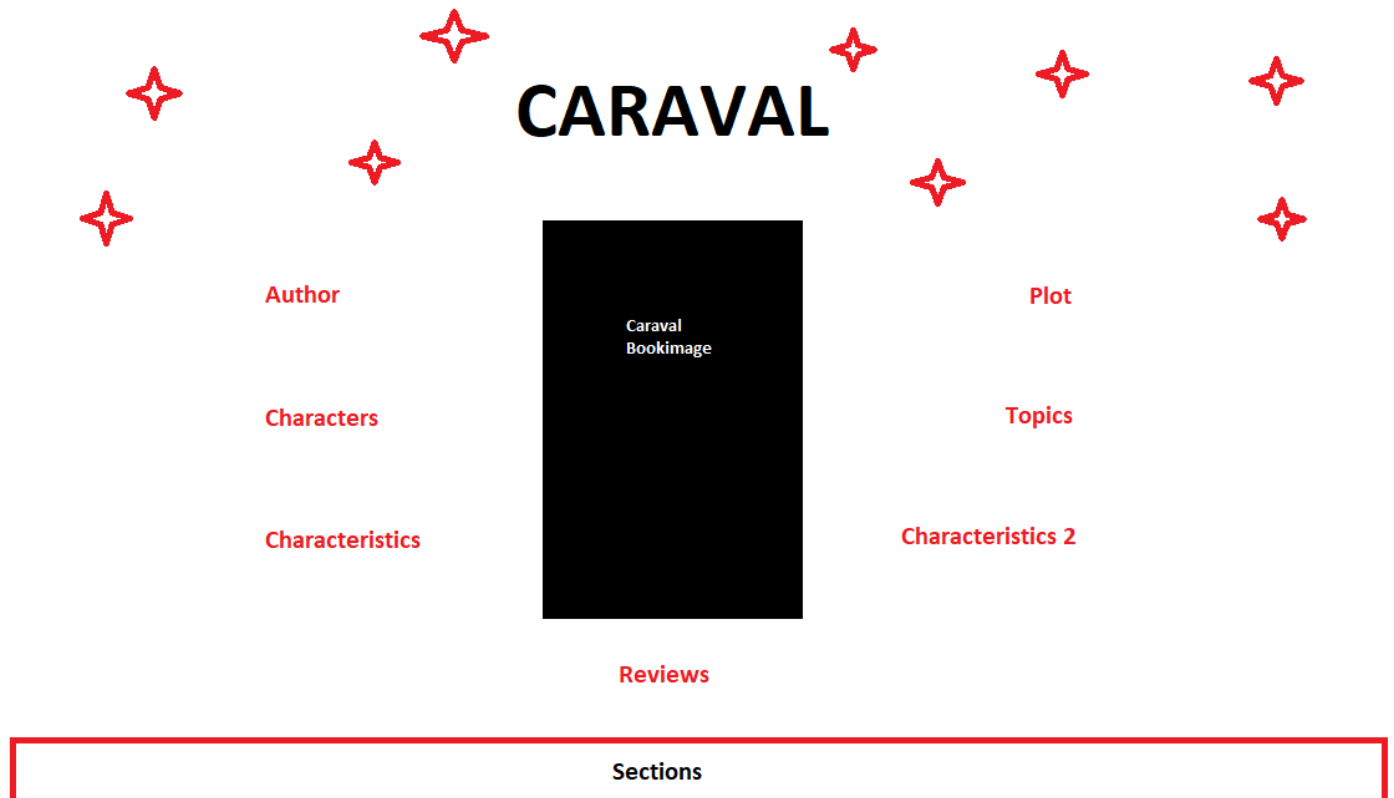 CARAVAL
Author
Plot
Caraval
Bookimage
Characters
Topics
Characteristics
Characteristics 2
Reviews
Sections